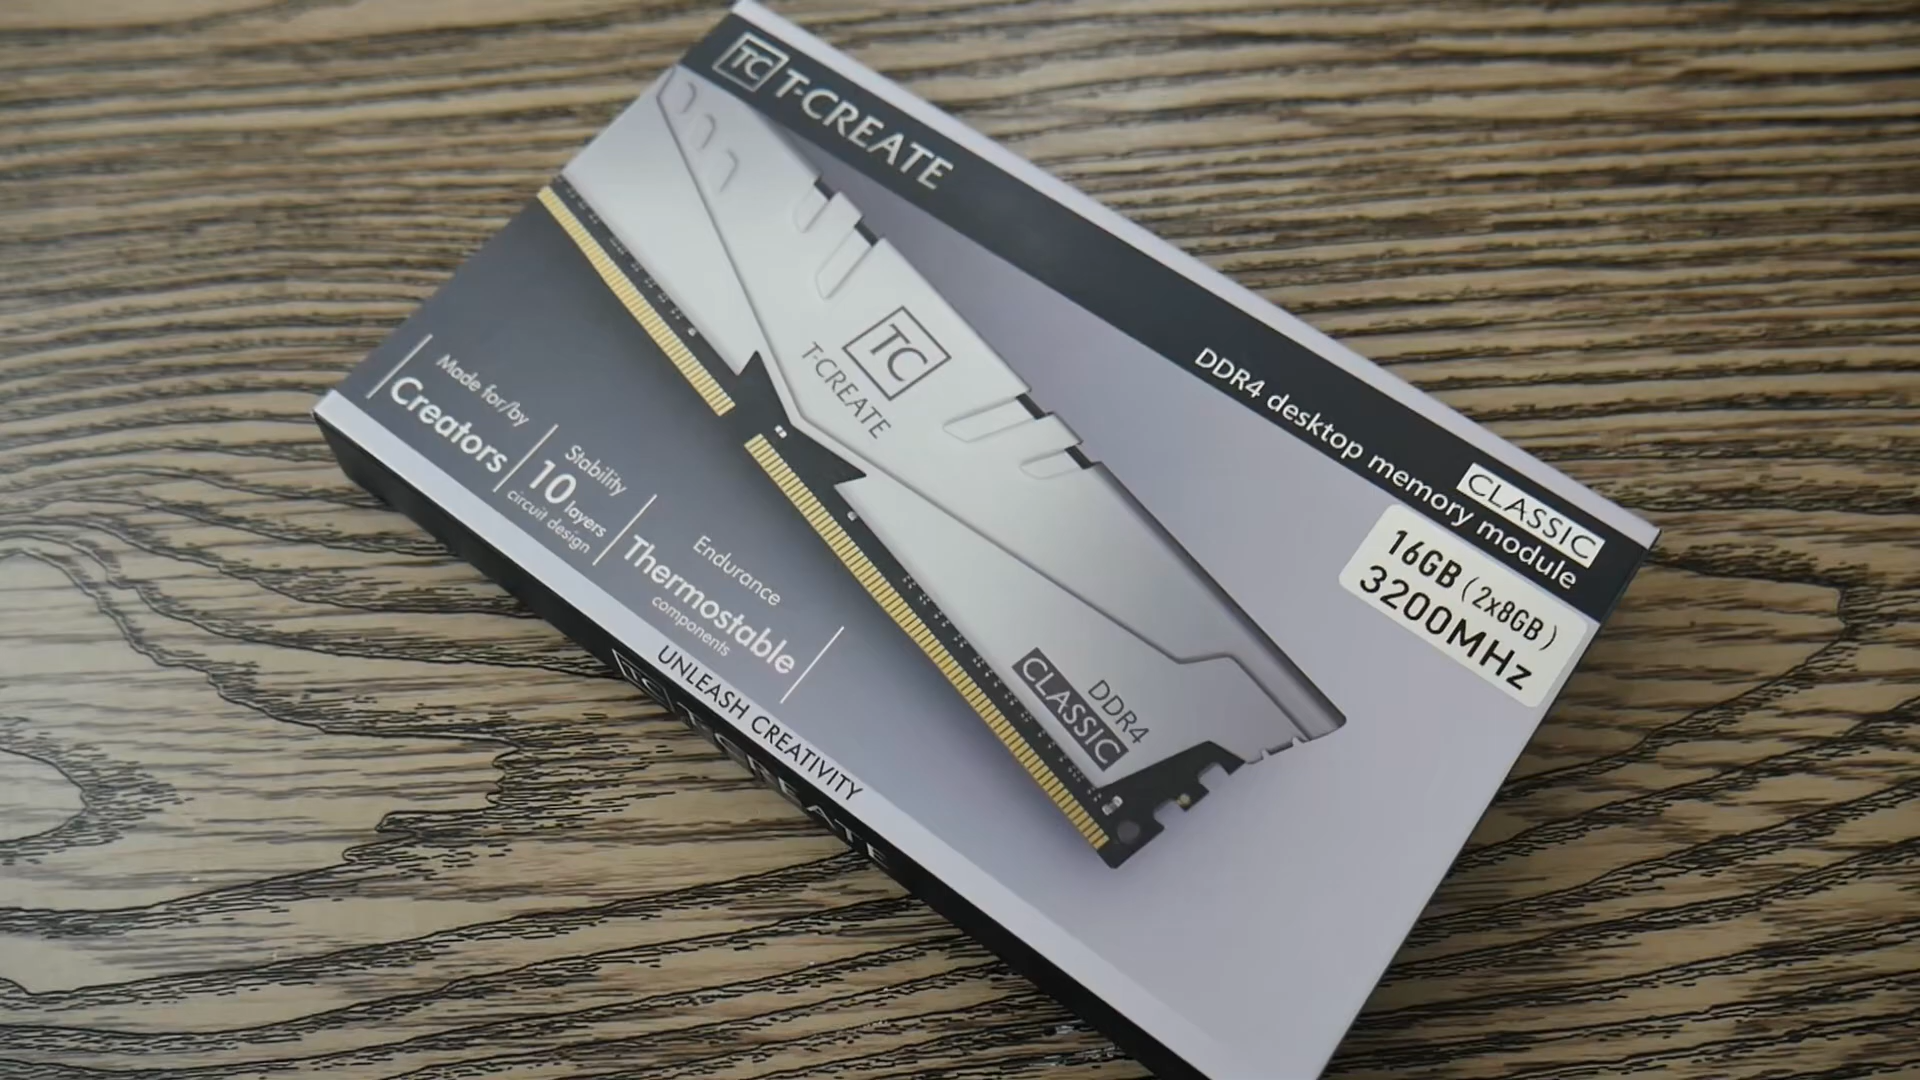 TC T-CREATE
CLASSIC
DDR4 desktop memory module
16GB (2x8GB)
3200MHz
TC
T-CREATE
DDR4
CLASSIC
Made for/by
Creators
Stability
10 layers
circuit design
Endurance
Thermostable
components
UNLEASH CREATIVITY
TC T-CREATE